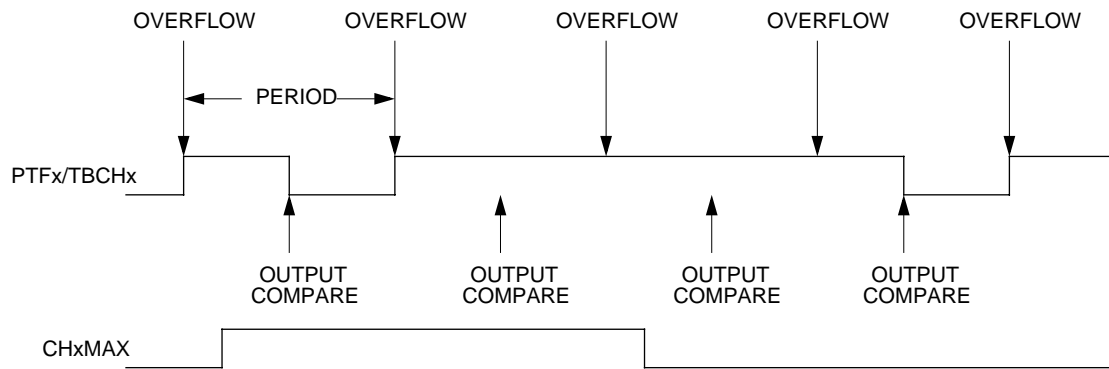 OVERFLOW OVERFLOW OVERFLOW OVERFLOW OVERFLOW
PERIOD
PTFx/TBCHx
OUTPUT OUTPUT OUTPUT OUTPUT
COMPARE COMPARE COMPARE COMPARE
CHxMAX